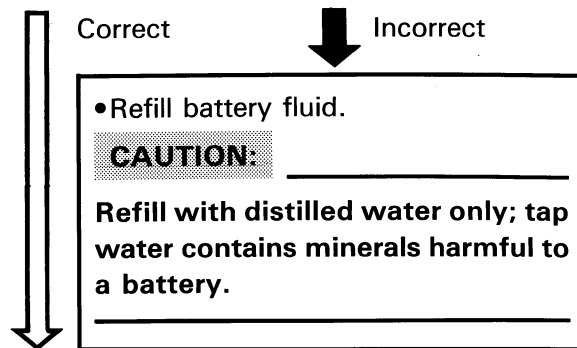 Correct
Incorrect
•Refill battery fluid.
CAUTION:
Refill with distilled water only; tap
water contains minerals harmful to
a battery.